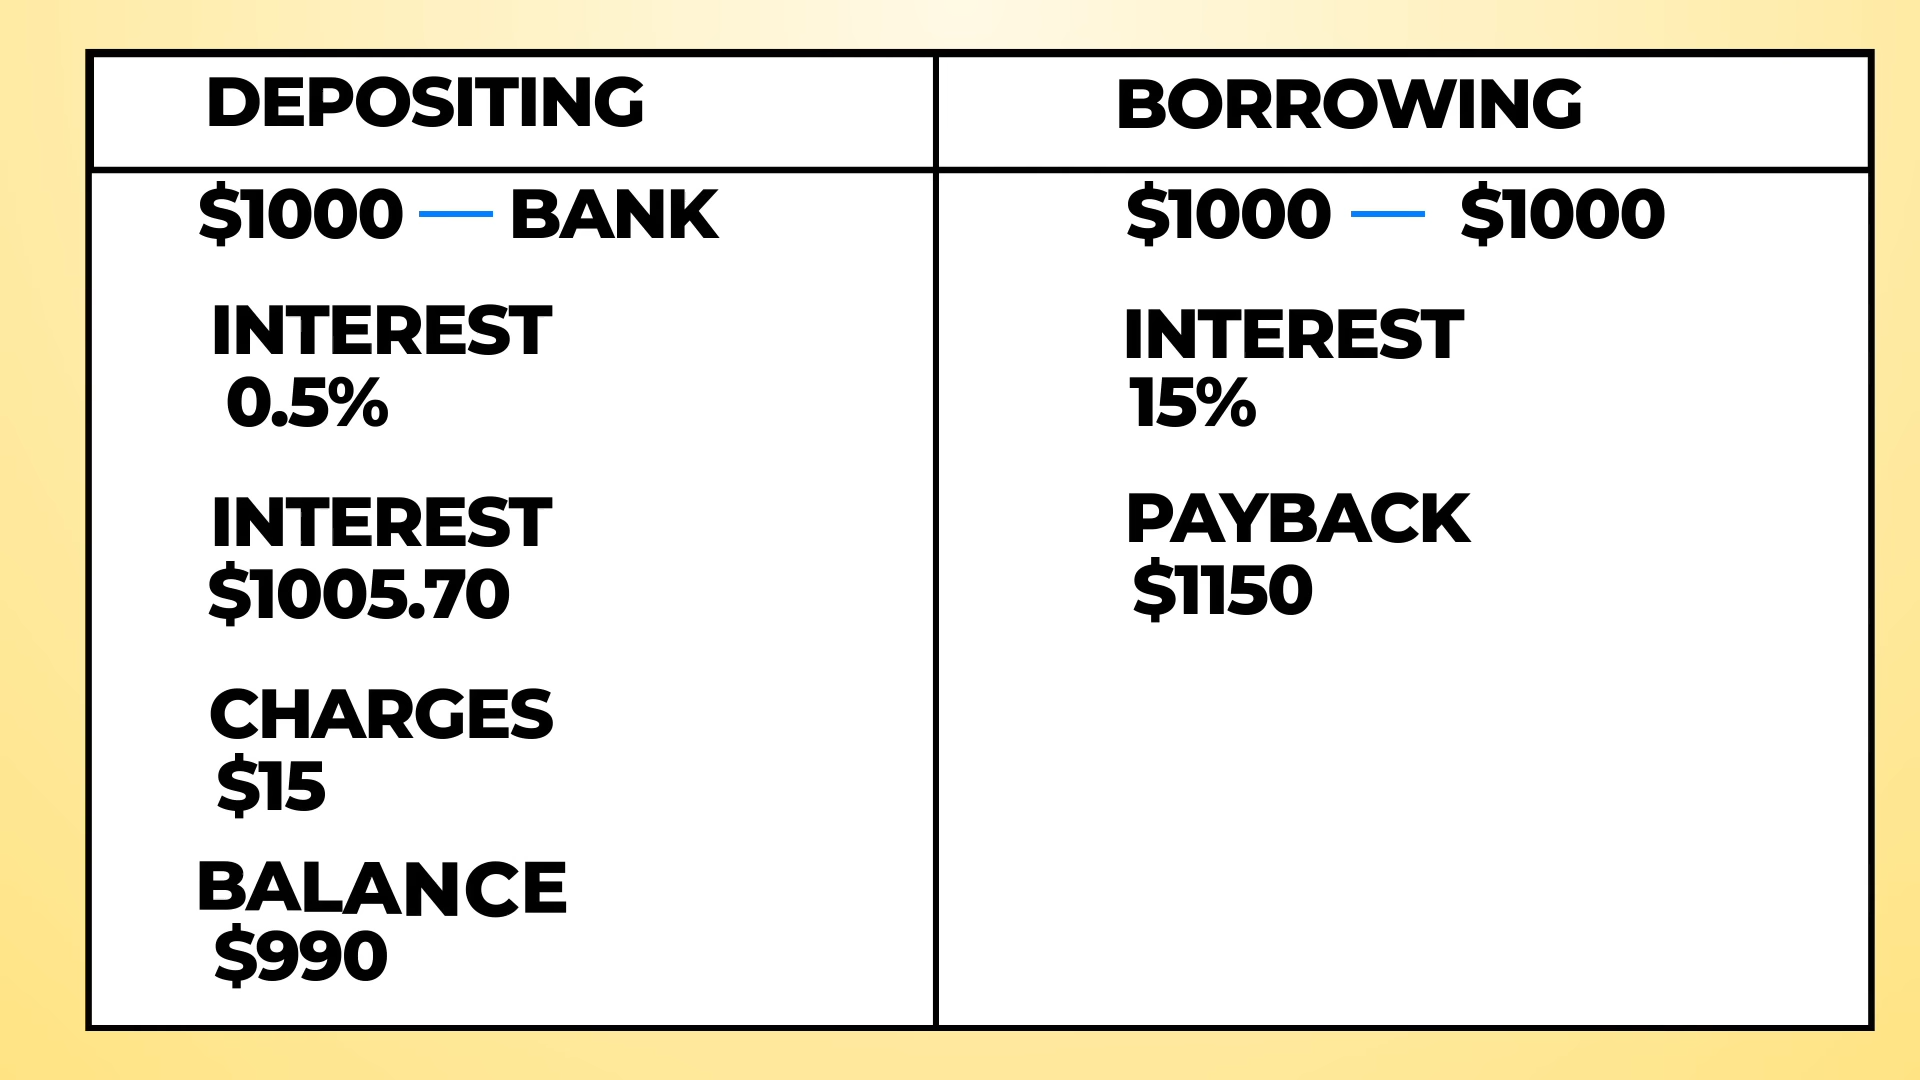 DEPOSITING
$1000 — BANK
INTEREST
0.5%
INTEREST
$1005.70
CHARGES
$15
BALANCE
$990
BORROWING
$1000 — $1000
INTEREST
15%
PAYBACK
$1150